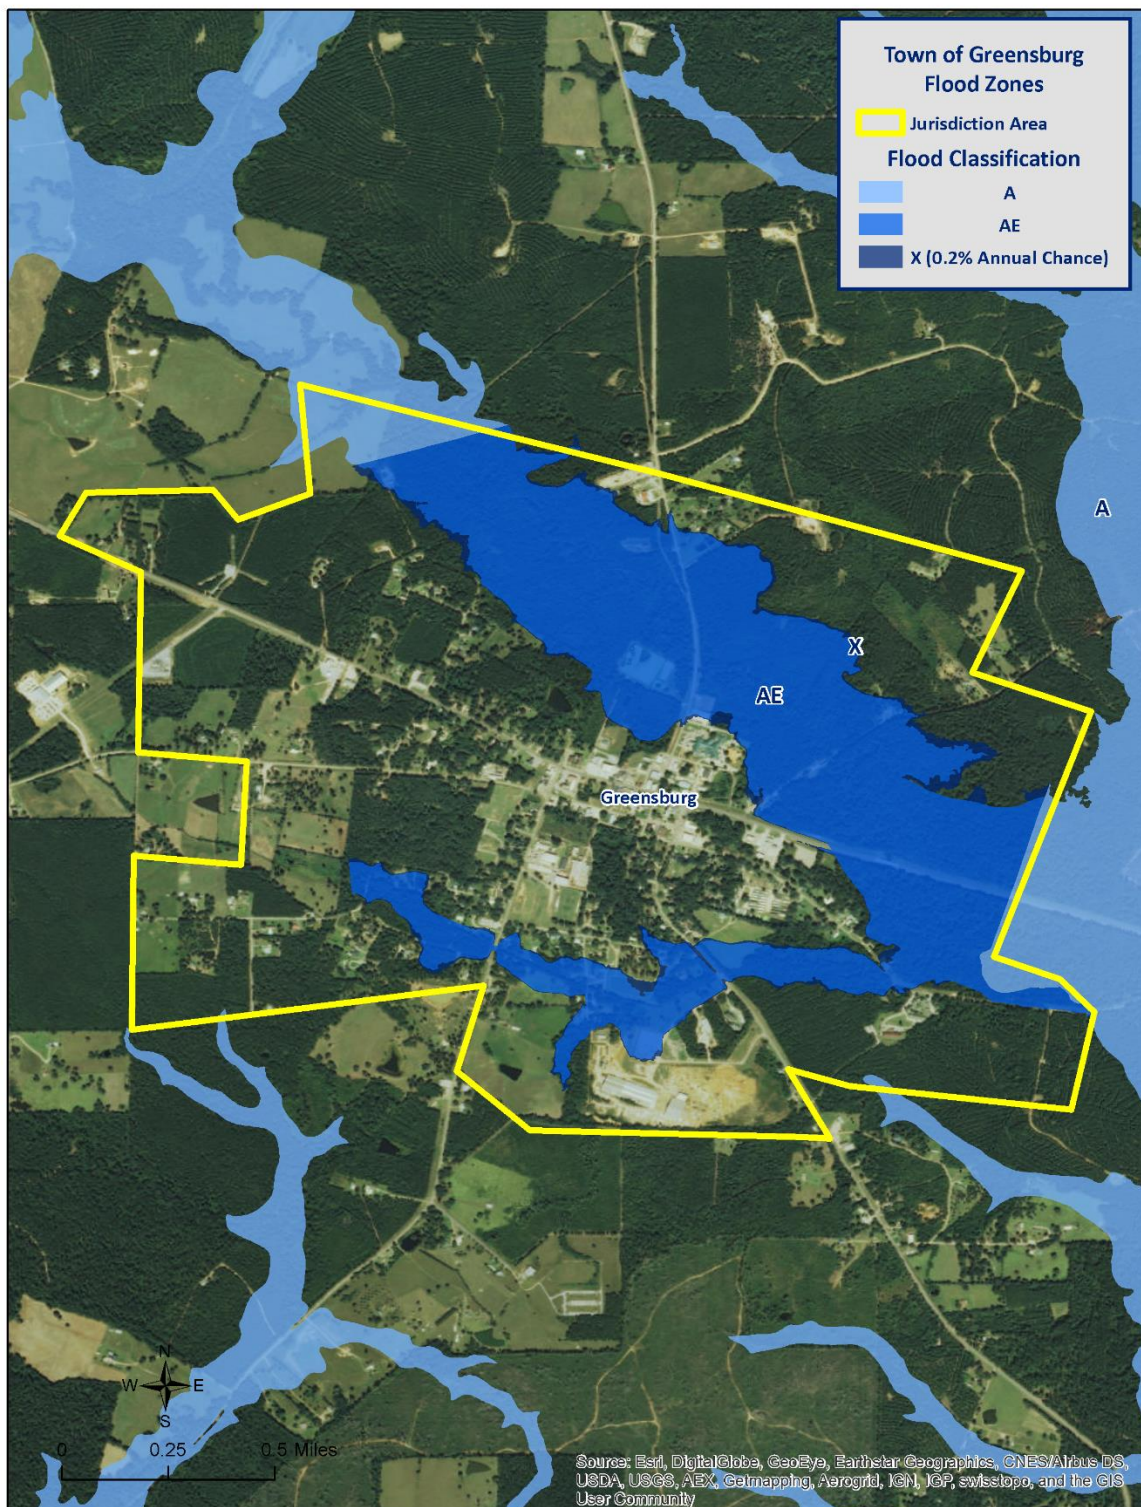 Town of Greensburg
Flood Zones
Jurisdiction Area
Flood Classification
A
AE
X (0.2% Annual Chance)
A
X
AE
Greensburg
N
W E
S
0 0.25 0.5 Miles
Source: Esri, DigitalGlobe, GeoEye, Earthstar Geographics, CNES/Airbus DS,
USDA, USGS, AEX, Getmapping, Aerogrid, IGN, IGP, swisstopo, and the GIS
User Community